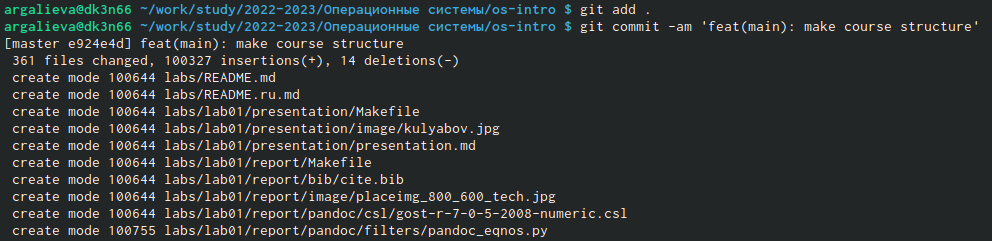 argalieva@dk3n66 ~/work/study/2022-2023/Операционные системы/os-intro $ git add .
argalieva@dk3n66 ~/work/study/2022-2023/Операционные системы/os-intro $ git commit -am 'feat(main): make course structure'
[master e924e4d] feat(main): make course structure
 361 files changed, 100327 insertions(+), 14 deletions(-)
 create mode 100644 labs/README.md
 create mode 100644 labs/README.ru.md
 create mode 100644 labs/lab01/presentation/Makefile
 create mode 100644 labs/lab01/presentation/image/kulyabov.jpg
 create mode 100644 labs/lab01/presentation/presentation.md
 create mode 100644 labs/lab01/report/Makefile
 create mode 100644 labs/lab01/report/bib/cite.bib
 create mode 100644 labs/lab01/report/image/placeimg_800_600_tech.jpg
 create mode 100644 labs/lab01/report/pandoc/csl/gost-r-7-0-5-2008-numeric.csl
 create mode 100755 labs/lab01/report/pandoc/filters/pandoc_eqnos.py